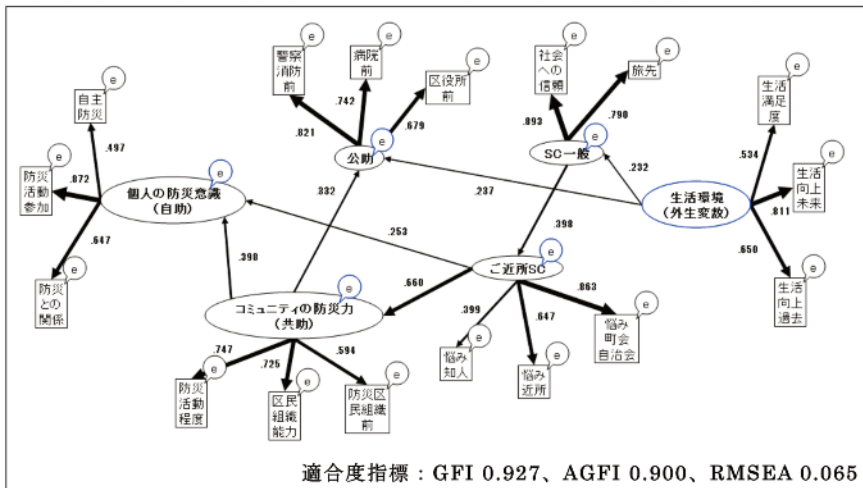 e
e
e
e
警察
消防
前
病院
前
区役所
前
社会
への
信頼
旅先
e
生活
満足
度
e
自主
防災
.821
.742
.679
e
公助
.893
.790
SC一般
e
.232
.534
e
生活
向上
未来
.497
e
防災
活動
参加
.872
個人の防災意識
(自助)
e
.332
.237
生活環境
(外生変数)
.811
.647
.398
.253
.398
.650
e
防災
との
関係
e
コミュニティの防災力
(共助)
e
.660
ご近所SC
e
.399
.647
.863
e
悩み
町会
自治会
e
生活
向上
過去
.747
.725
.594
e
防災
活動
程度
e
区民
組織
能力
e
防災区
民組織
前
e
悩み
知人
e
悩み
近所
適合度指標:GFI 0.927、AGFI 0.900、RMSEA 0.065